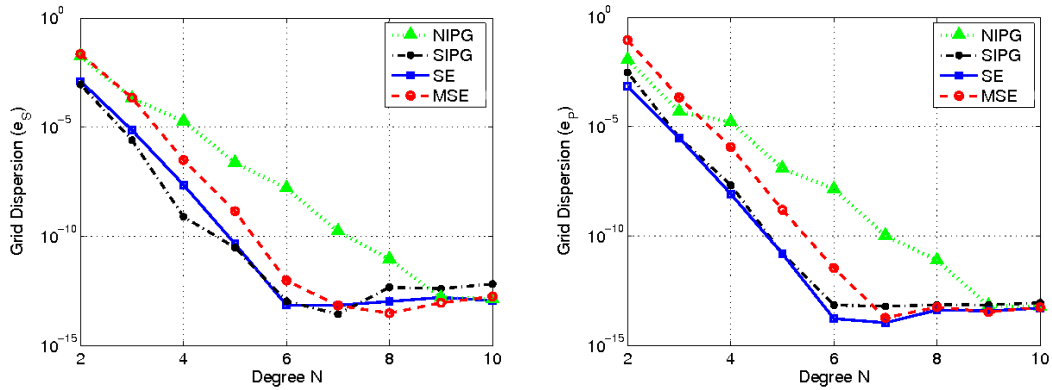 10^0
10^-5
10^-10
10^-15
Grid Dispersion (e_S)
2 4 6 8 10
Degree N
NIPG
SIPG
SE
MSE
10^0
10^-5
10^-10
10^-15
Grid Dispersion (e_P)
2 4 6 8 10
Degree N
NIPG
SIPG
SE
MSE